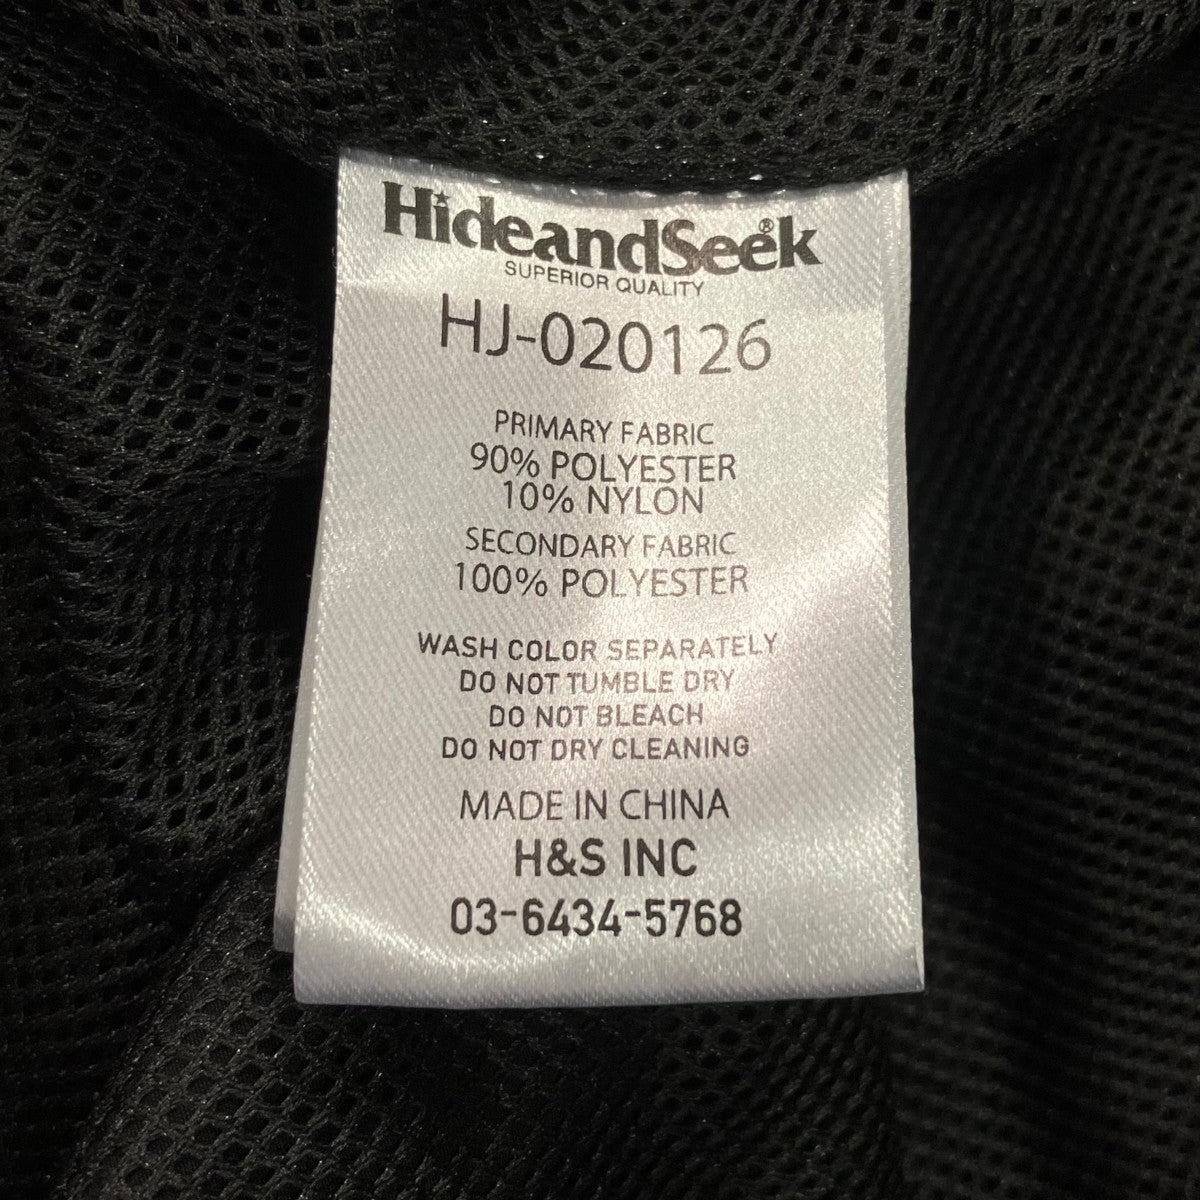 HideandSeek®
SUPERIOR QUALITY
HJ-020126
PRIMARY FABRIC
90% POLYESTER
10% NYLON
SECONDARY FABRIC
100% POLYESTER
WASH COLOR SEPARATELY
DO NOT TUMBLE DRY
DO NOT BLEACH
DO NOT DRY CLEANING
MADE IN CHINA
H&S INC
03-6434-5768